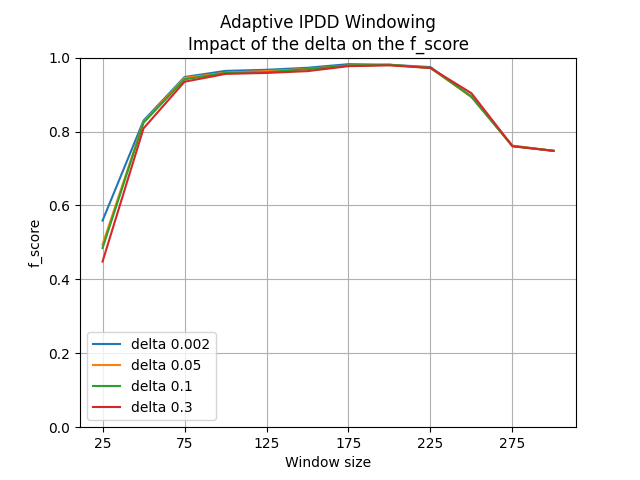 Adaptive IPDD Windowing
Impact of the delta on the f_score
1.0
0.8
0.6
0.4
0.2
0.0
f_score
delta 0.002
delta 0.05
delta 0.1
delta 0.3
25 75 125 175 225 275
Window size